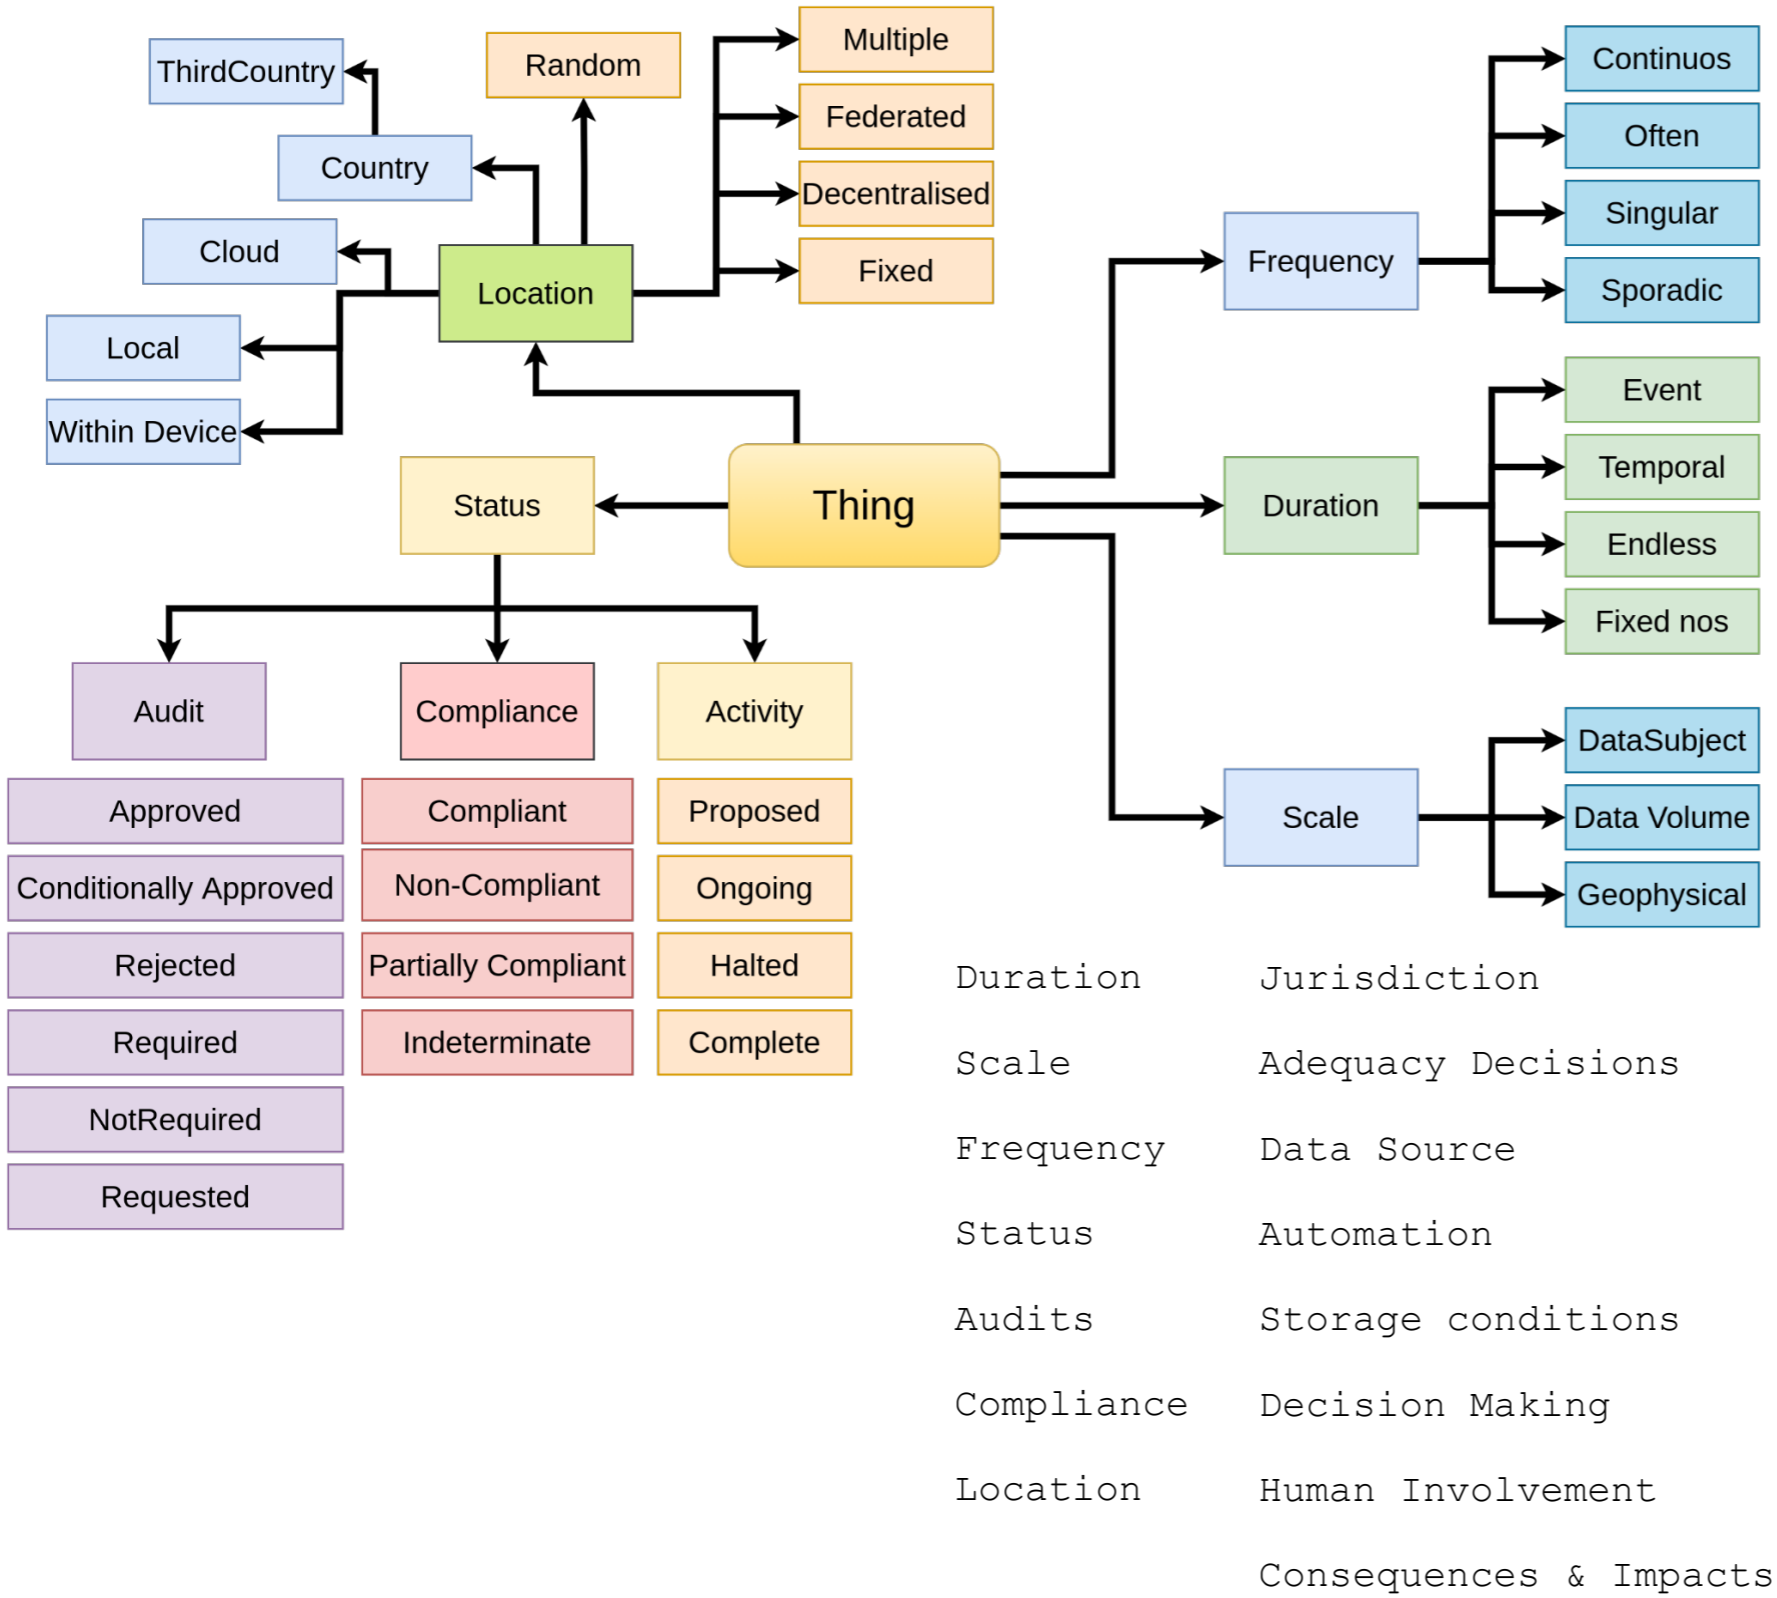 Multiple
Continuos
Random
ThirdCountry
Federated
Often
Country
Decentralised
Singular
Cloud
Fixed
Frequency
Location
Sporadic
Local
Event
Within Device
Temporal
Status
Thing
Duration
Endless
Fixed nos
Audit
Compliance
Activity
DataSubject
Approved
Compliant
Proposed
Scale
Data Volume
Conditionally Approved
Non-Compliant
Ongoing
Geophysical
Rejected
Partially Compliant
Halted
Required
Indeterminate
Complete
NotRequired
Requested
Duration
Scale
Frequency
Status
Audits
Compliance
Location
Jurisdiction
Adequacy Decisions
Data Source
Automation
Storage conditions
Decision Making
Human Involvement
Consequences & Impacts